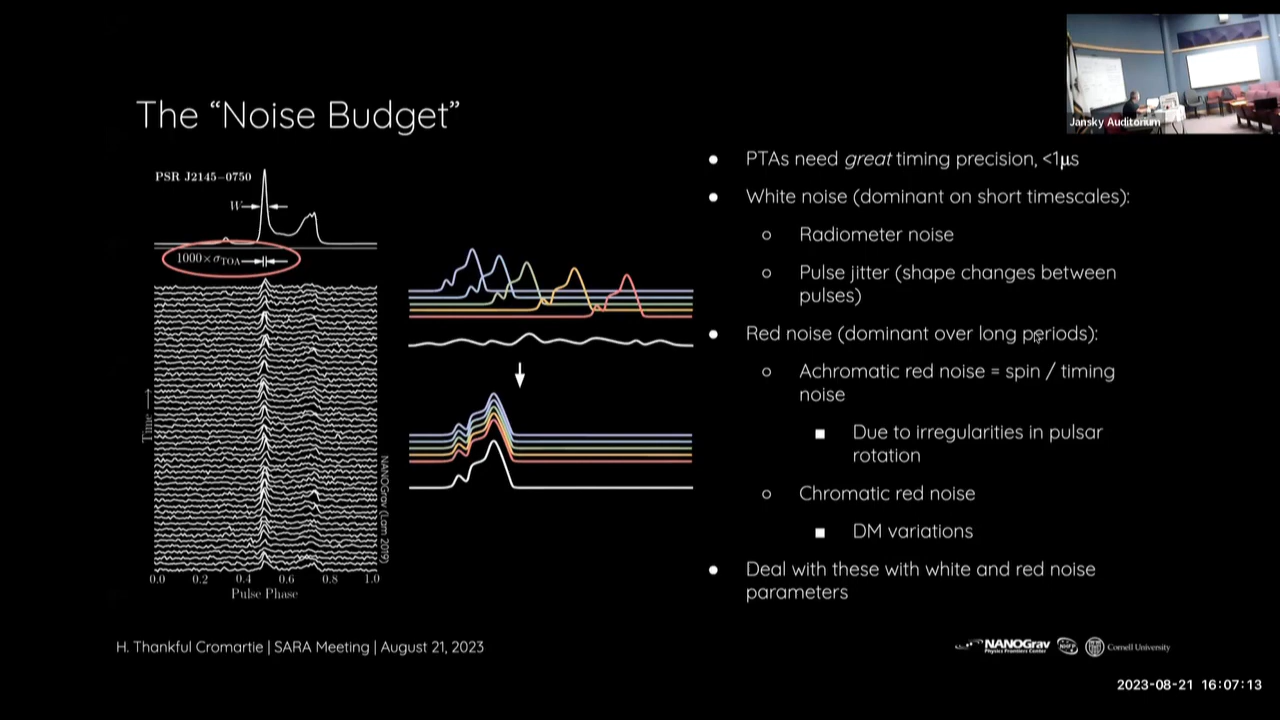 Jansky Auditorium
The “Noise Budget”
PSR J2145−0750
W
1000×σTOA
Time
NANOGrav (Lam 2019)
0.0 0.2 0.4 0.6 0.8 1.0
Pulse Phase
PTAs need great timing precision, <1µs
White noise (dominant on short timescales):
Radiometer noise
Pulse jitter (shape changes between
pulses)
Red noise (dominant over long periods):
Achromatic red noise = spin / timing
noise
Due to irregularities in pulsar
rotation
Chromatic red noise
DM variations
Deal with these with white and red noise
parameters
H. Thankful Cromartie | SARA Meeting | August 21, 2023
NANOGrav
Physics Frontiers Center
Cornell University
2023-08-21 16:07:13